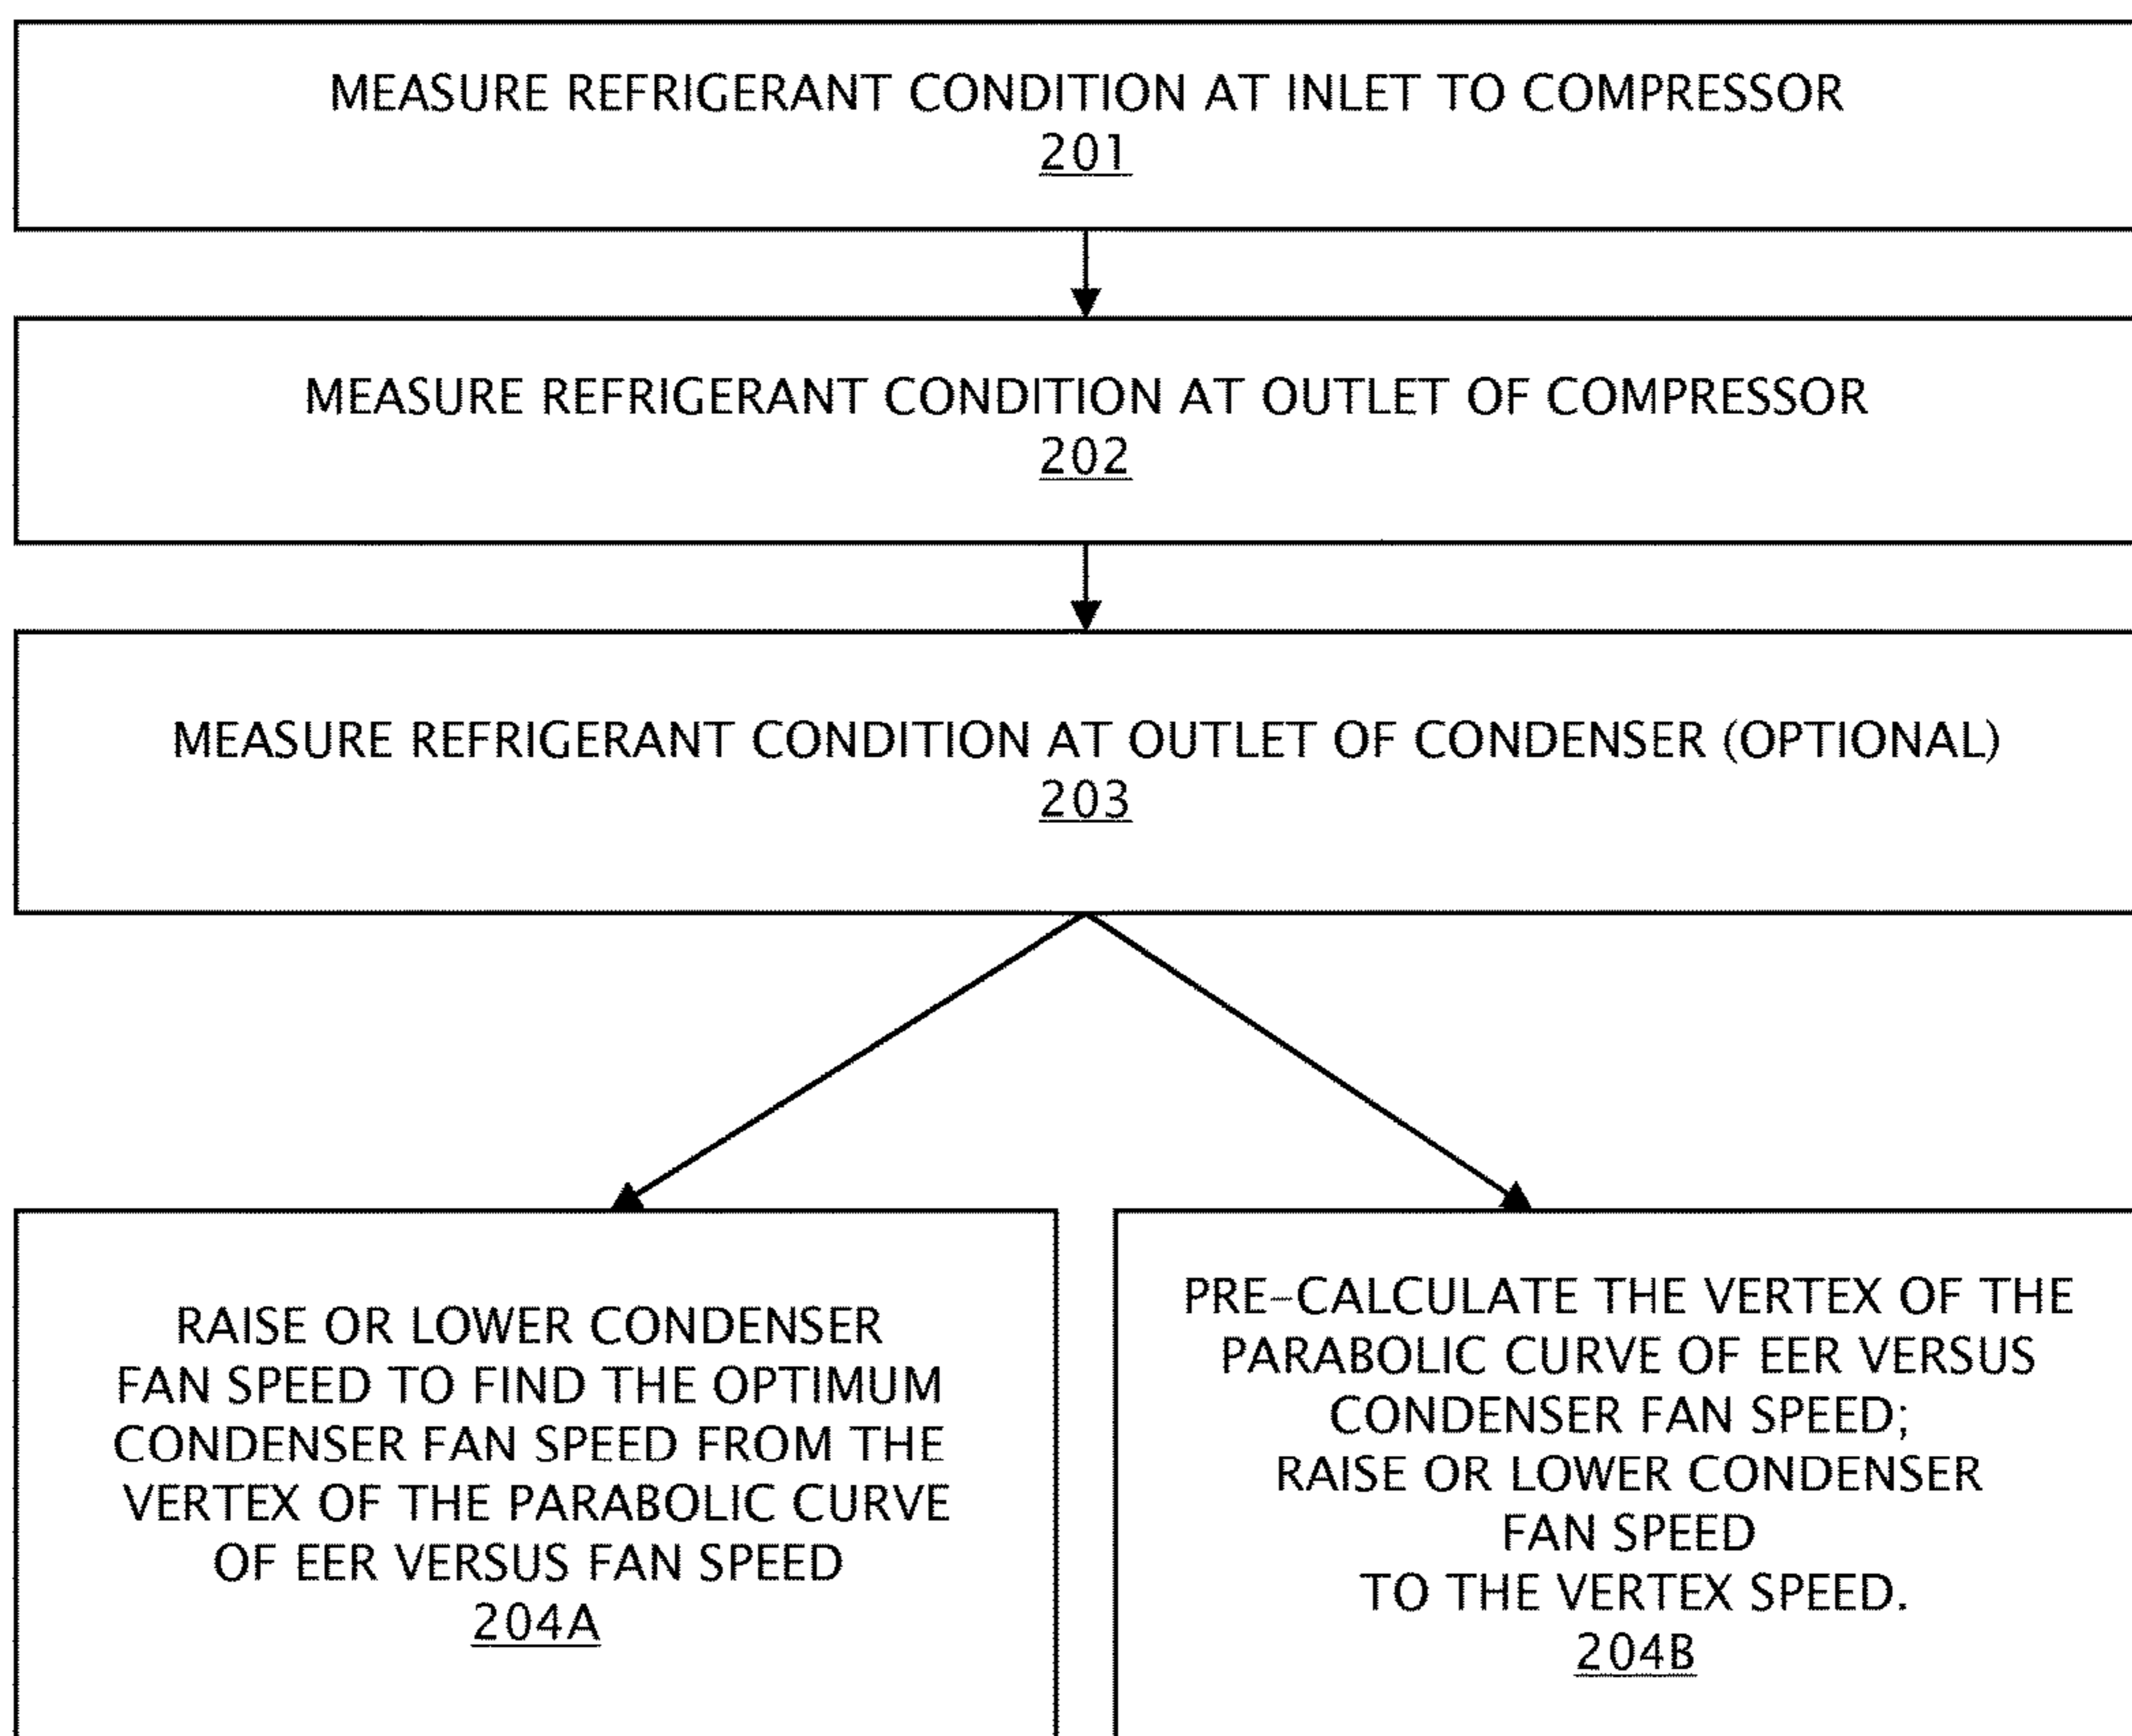 MEASURE REFRIGERANT CONDITION AT INLET TO COMPRESSOR
201
MEASURE REFRIGERANT CONDITION AT OUTLET OF COMPRESSOR
202
MEASURE REFRIGERANT CONDITION AT OUTLET OF CONDENSER (OPTIONAL)
203
RAISE OR LOWER CONDENSER
FAN SPEED TO FIND THE OPTIMUM
CONDENSER FAN SPEED FROM THE
VERTEX OF THE PARABOLIC CURVE
OF EER VERSUS FAN SPEED
204A
PRE-CALCULATE THE VERTEX OF THE
PARABOLIC CURVE OF EER VERSUS
CONDENSER FAN SPEED;
RAISE OR LOWER CONDENSER
FAN SPEED
TO THE VERTEX SPEED.
204B